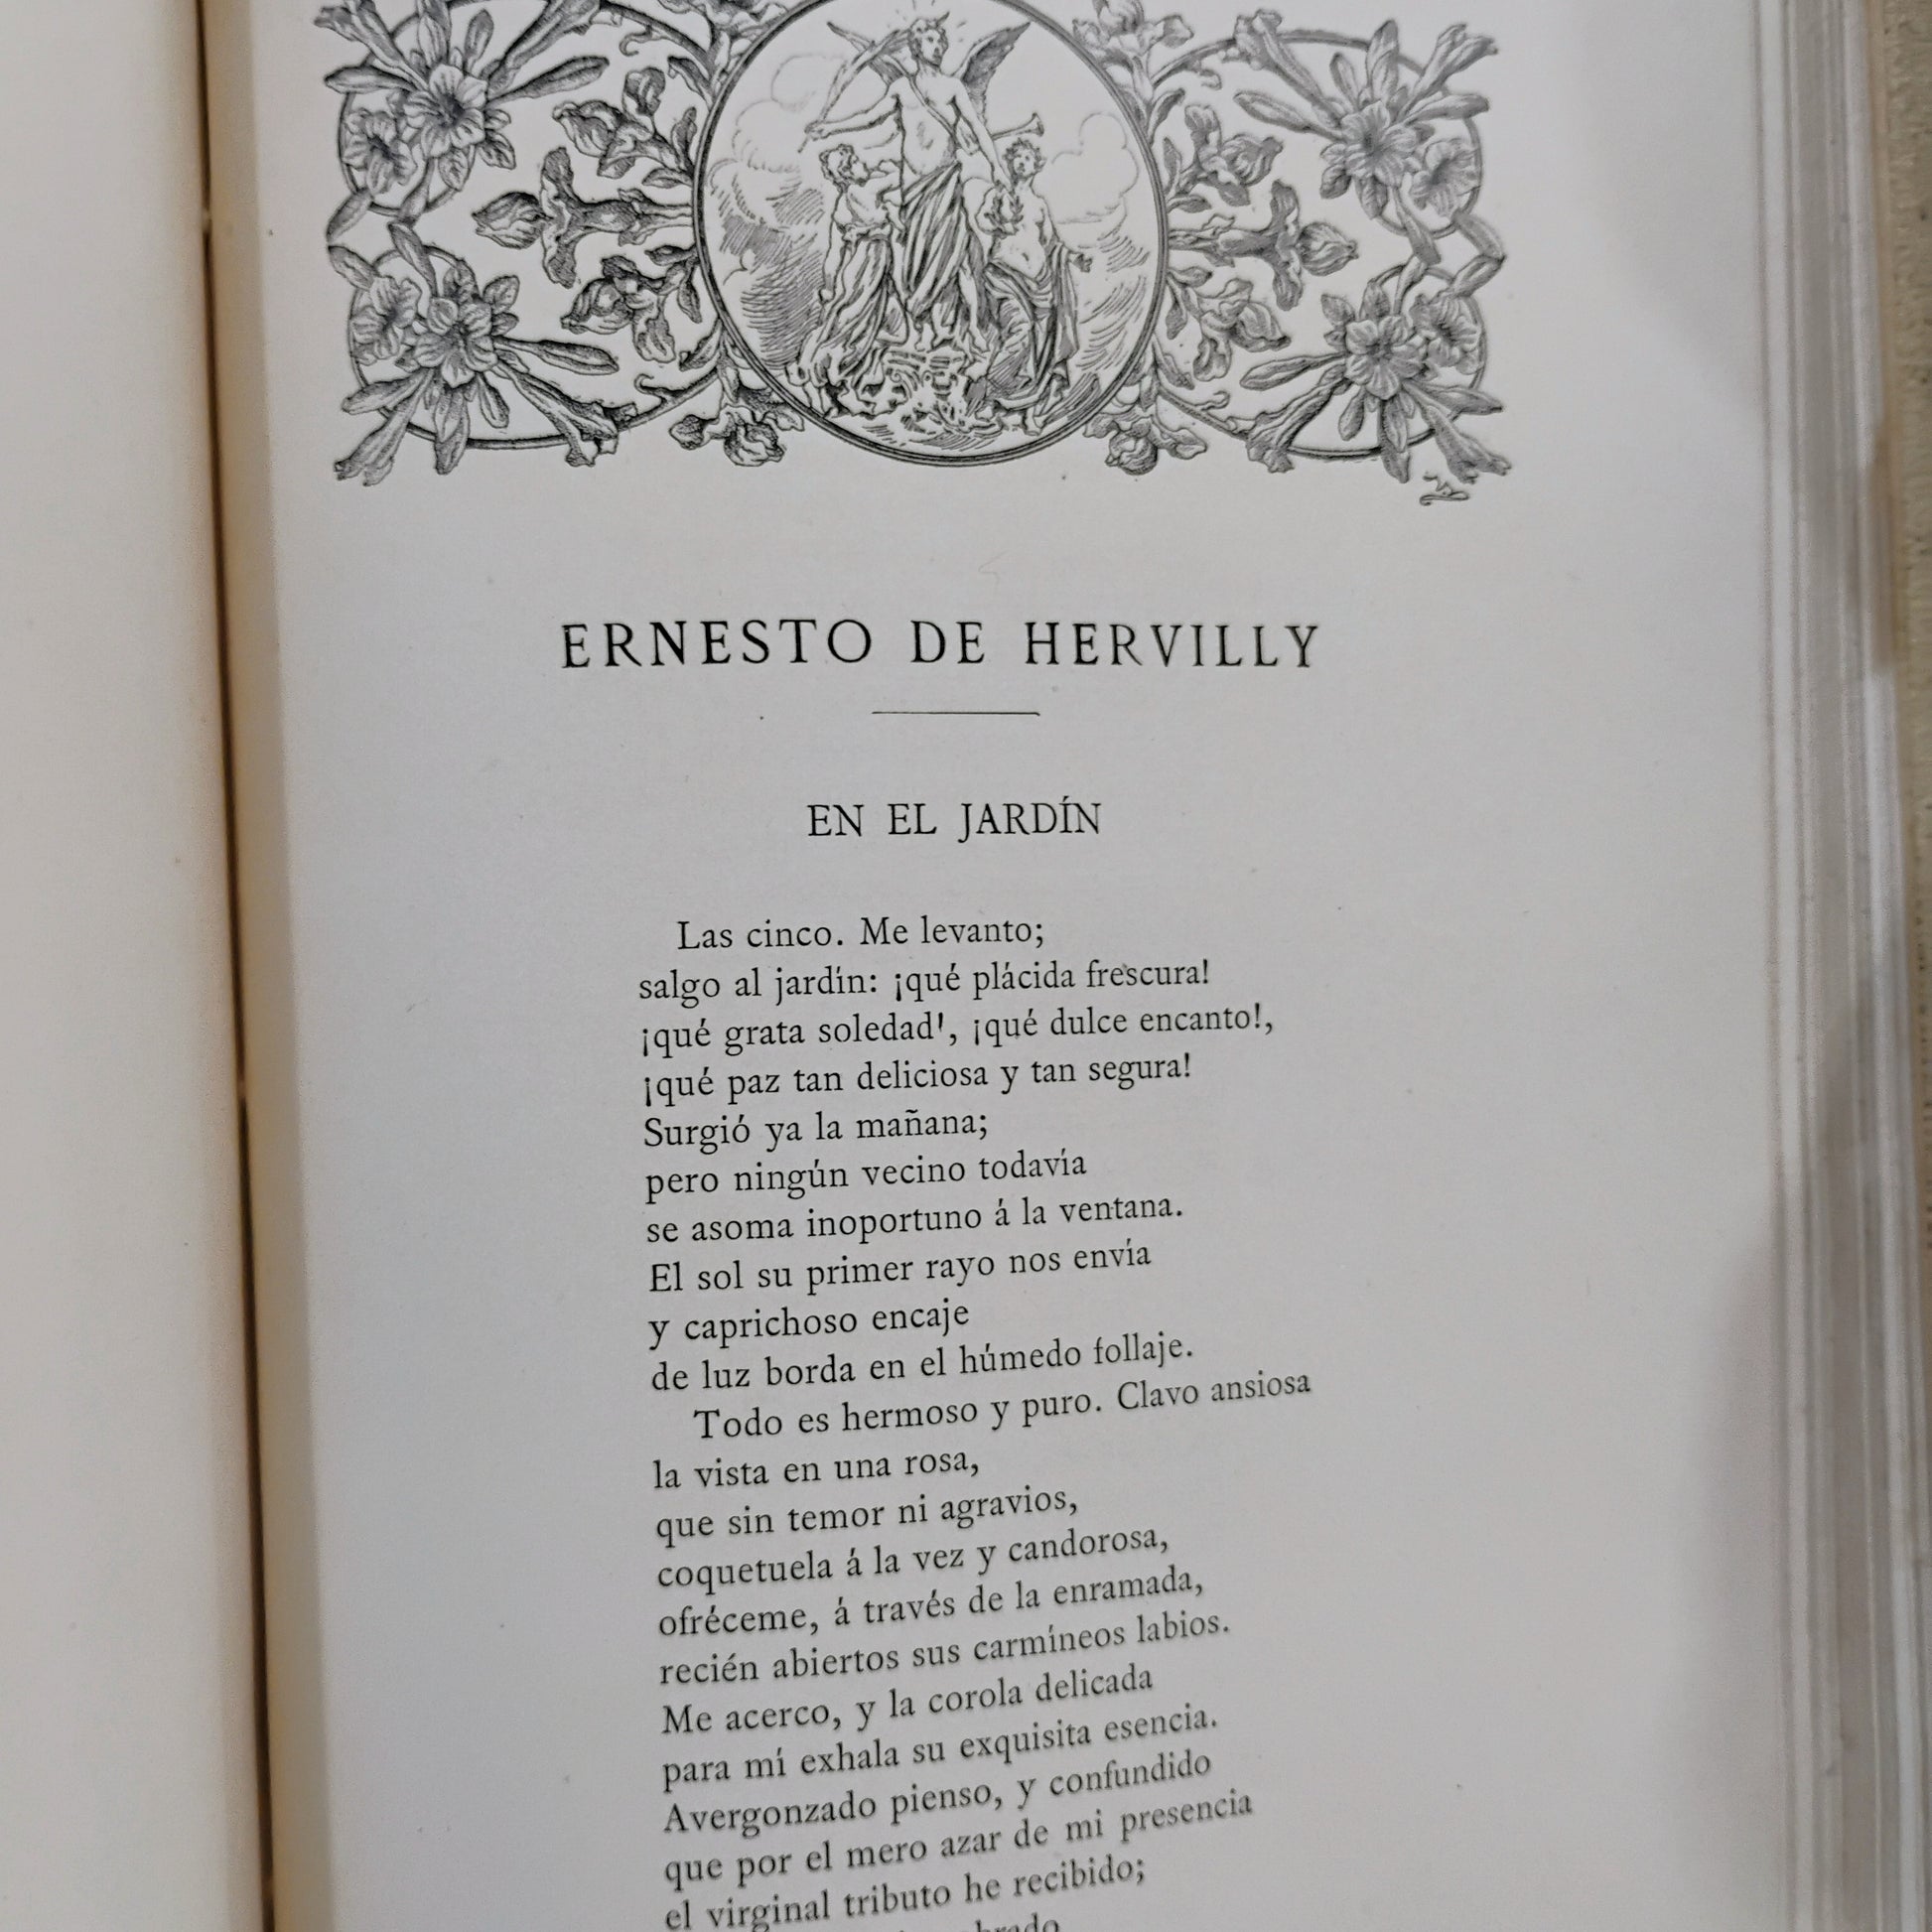 ERNESTO DE HERVILLY
EN EL JARDÍN
Las cinco. Me levanto;
salgo al jardín: ¡qué plácida frescura!
¡qué grata soledad!, ¡qué dulce encanto!,
¡qué paz tan deliciosa y tan segura!
Surgió ya la mañana;
pero ningún vecino todavía
se asoma inoportuno á la ventana.
El sol su primer rayo nos envía
y caprichoso encaje
de luz borda en el húmedo follaje.
Todo es hermoso y puro. Clavo ansiosa
la vista en una rosa,
que sin temor ni agravios,
coquetuela á la vez y candorosa,
ofréceme, á través de la enramada,
recién abiertos sus carmíneos labios.
Me acerco, y la corola delicada
para mí exhala su exquisita esencia.
Avergonzado pienso, y confundido
que por el mero azar de mi presencia
el virginal tributo he recibido;